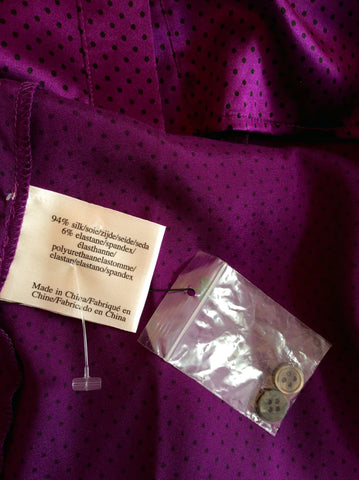 94% silk/soie/zijde/seide/seda
6% elastane/spandex/
élasthanne/
polyurethaanelastomme/
elastan/elastano/spandex
Made in China/Fabriqué en
Chine/Fabricado en China